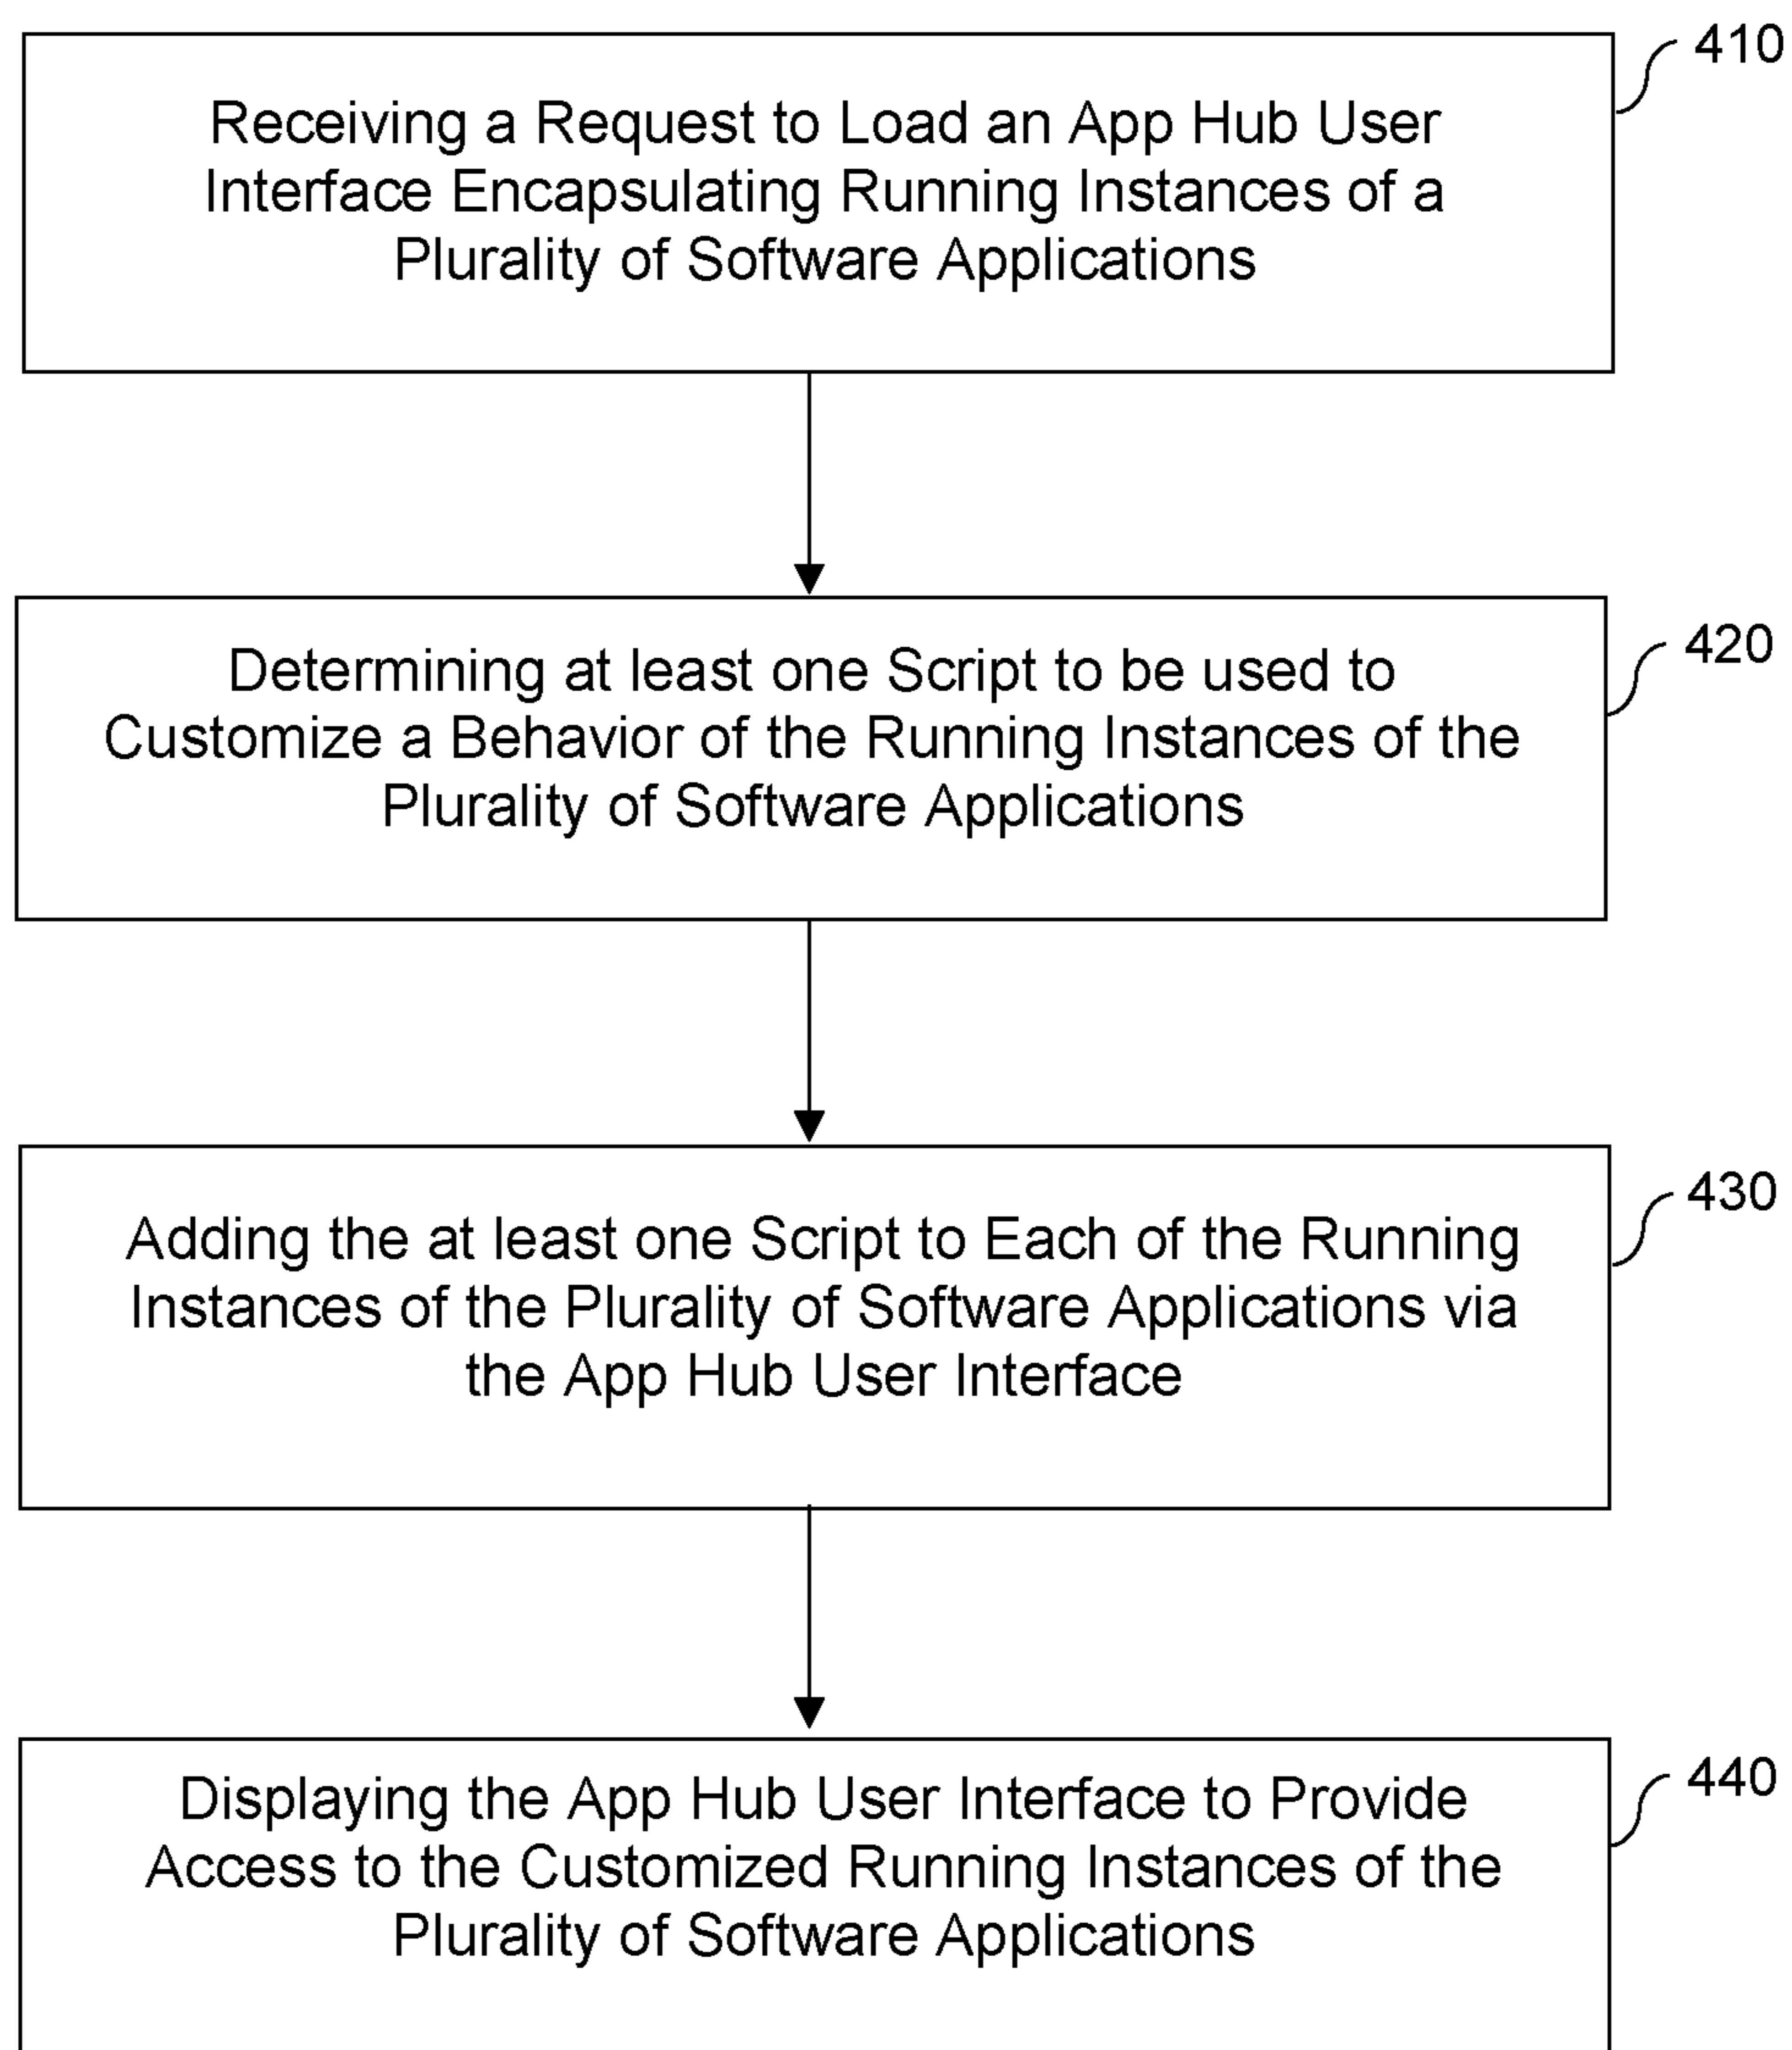 410
Receiving a Request to Load an App Hub User
Interface Encapsulating Running Instances of a
Plurality of Software Applications
420
Determining at least one Script to be used to
Customize a Behavior of the Running Instances of the
Plurality of Software Applications
430
Adding the at least one Script to Each of the Running
Instances of the Plurality of Software Applications via
the App Hub User Interface
440
Displaying the App Hub User Interface to Provide
Access to the Customized Running Instances of the
Plurality of Software Applications